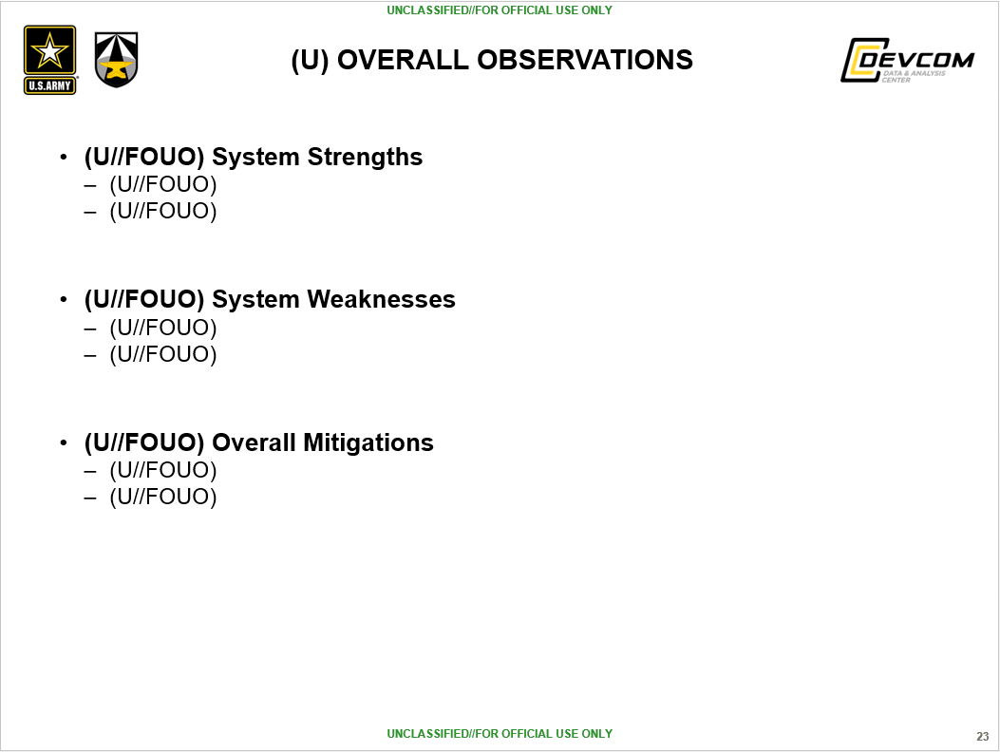 UNCLASSIFIED//FOR OFFICIAL USE ONLY
U.S.ARMY
(U) OVERALL OBSERVATIONS
DEVCOM
DATA & ANALYSIS
CENTER
• (U//FOUO) System Strengths
– (U//FOUO)
– (U//FOUO)
• (U//FOUO) System Weaknesses
– (U//FOUO)
– (U//FOUO)
• (U//FOUO) Overall Mitigations
– (U//FOUO)
– (U//FOUO)
UNCLASSIFIED//FOR OFFICIAL USE ONLY
23